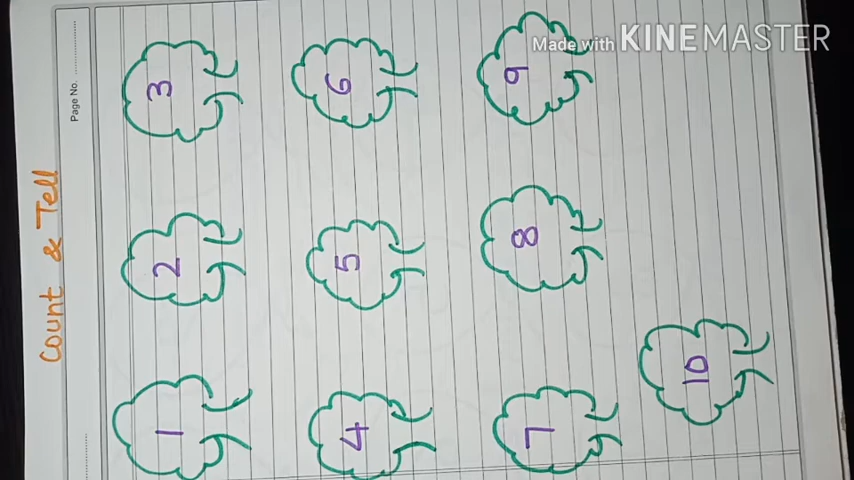 Made with KINEMASTER
Page No. ....................
Count & Tell
1 2 3
4 5 6
7 8 9
10